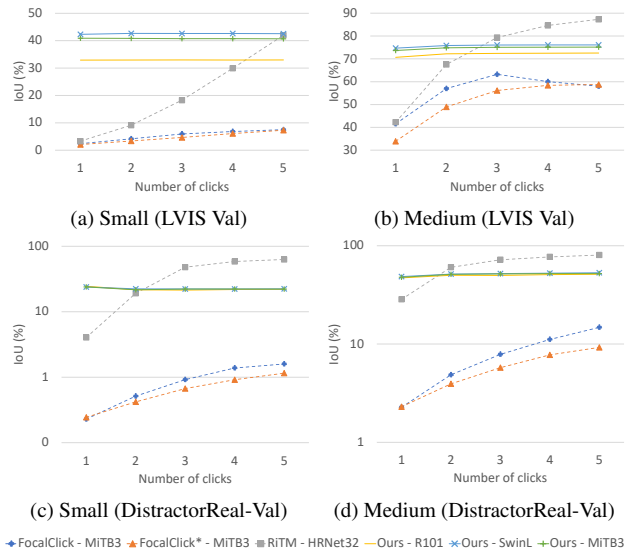 50
40
30
20
10
0
IoU (%)
1 2 3 4 5
Number of clicks
(a) Small (LVIS Val)
90
80
70
60
50
40
30
IoU (%)
1 2 3 4 5
Number of clicks
(b) Medium (LVIS Val)
100
10
1
0
IoU (%)
1 2 3 4 5
Number of clicks
(c) Small (DistractorReal-Val)
100
10
1
IoU (%)
1 2 3 4 5
Number of clicks
(d) Medium (DistractorReal-Val)
FocalClick - MiTB3 FocalClick* - MiTB3 RiTM - HRNet32 Ours - R101 Ours - SwinL Ours - MiTB3